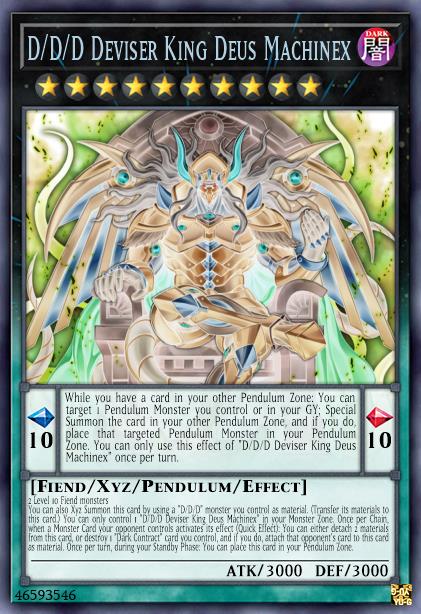 D/D/D DEVISER KING DEUS MACHINEX
DARK
闇
While you have a card in your other Pendulum Zone: You can
target 1 Pendulum Monster you control or in your GY; Special
Summon the card in your other Pendulum Zone, and if you do,
place that targeted Pendulum Monster in your Pendulum
Zone. You can only use this effect of "D/D/D Deviser King Deus
Machinex" once per turn.
10
10
[FIEND/XYZ/PENDULUM/EFFECT]
2 Level 10 Fiend monsters
You can also Xyz Summon this card by using a "D/D/D" monster you control as material. (Transfer its materials to
this card.) You can only control 1 "D/D/D Deviser King Deus Machinex" in your Monster Zone. Once per Chain,
when a Monster Card your opponent controls activates its effect (Quick Effect): You can either detach 2 materials
from this card, or destroy 1 "Dark Contract" card you control, and if you do, attach that opponent's card to this card
as material. Once per turn, during your Standby Phase: You can place this card in your Pendulum Zone.
ATK/3000 DEF/3000
46593546